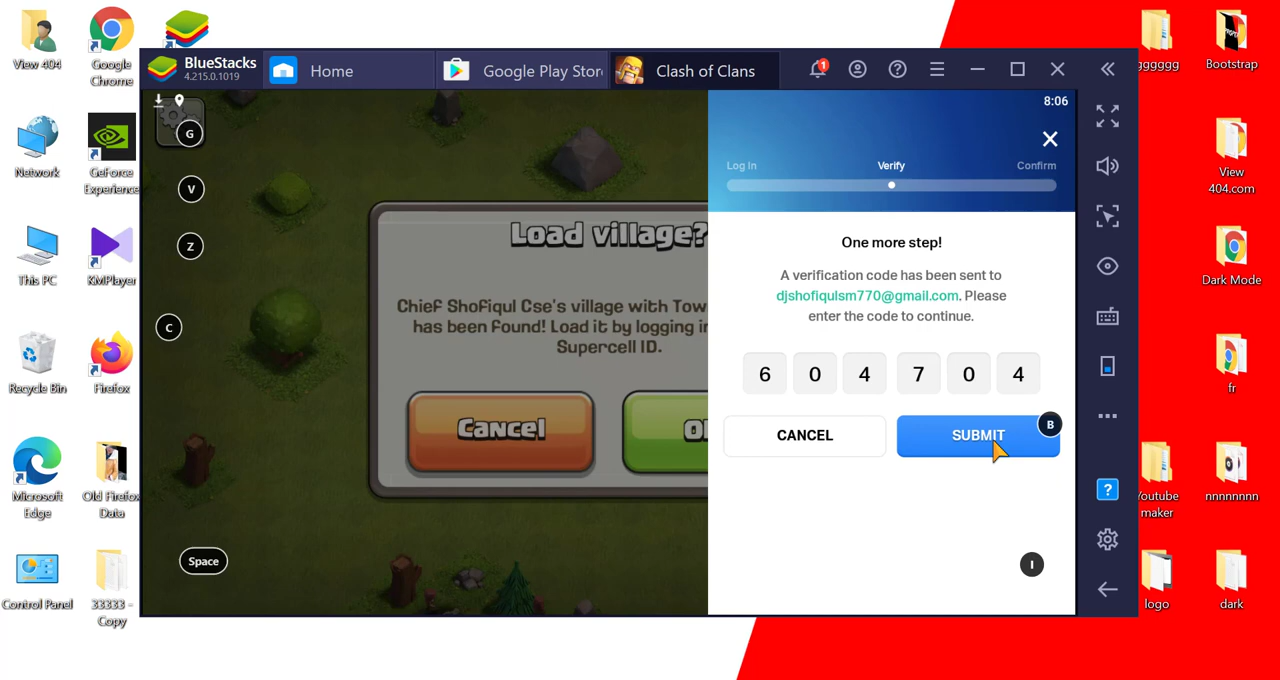 View 404
Google
Chrome
BlueStacks
4.215.0.1019
Home
Google Play Stor
Clash of Clans
1
gggggg
Bootstrap
G
8:06
Log In
Verify
Confirm
Network
GeForce
Experience
View
404.com
V
Load village?
One more step!
A verification code has been sent to
djshofiqulsm770@gmail.com. Please
enter the code to continue.
Z
This PC
KMPlayer
Dark Mode
Chief Shofiqul Cse's village with Tow
has been found! Load it by logging in
Supercell ID.
C
6 0 4 7 0 4
Recycle Bin
Firefox
fr
Cancel
CANCEL
SUBMIT
B
Microsoft
Edge
Old Firefox
Data
?
Youtube
maker
nnnnnnnn
Space
I
Control Panel
33333 -
Copy
logo
dark